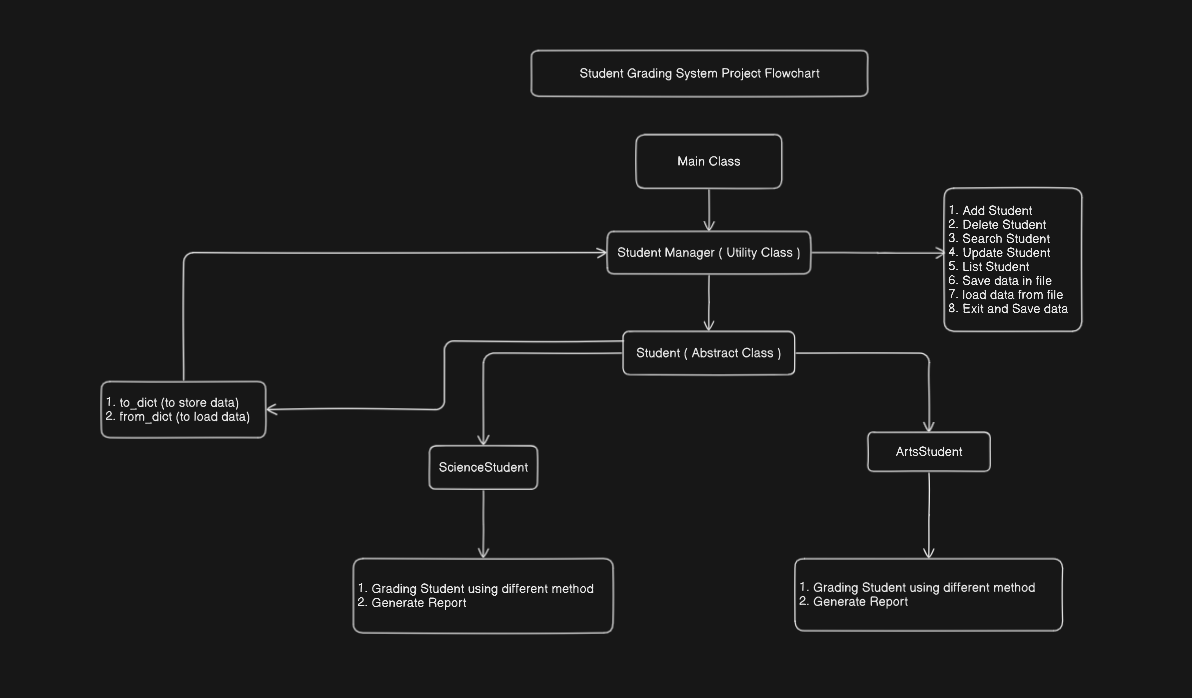 Student Grading System Project Flowchart
Main Class
Student Manager ( Utility Class )
1. Add Student
2. Delete Student
3. Search Student
4. Update Student
5. List Student
6. Save data in file
7. load data from file
8. Exit and Save data
Student ( Abstract Class )
1. to_dict (to store data)
2. from_dict (to load data)
ScienceStudent
ArtsStudent
1. Grading Student using different method
2. Generate Report
1. Grading Student using different method
2. Generate Report